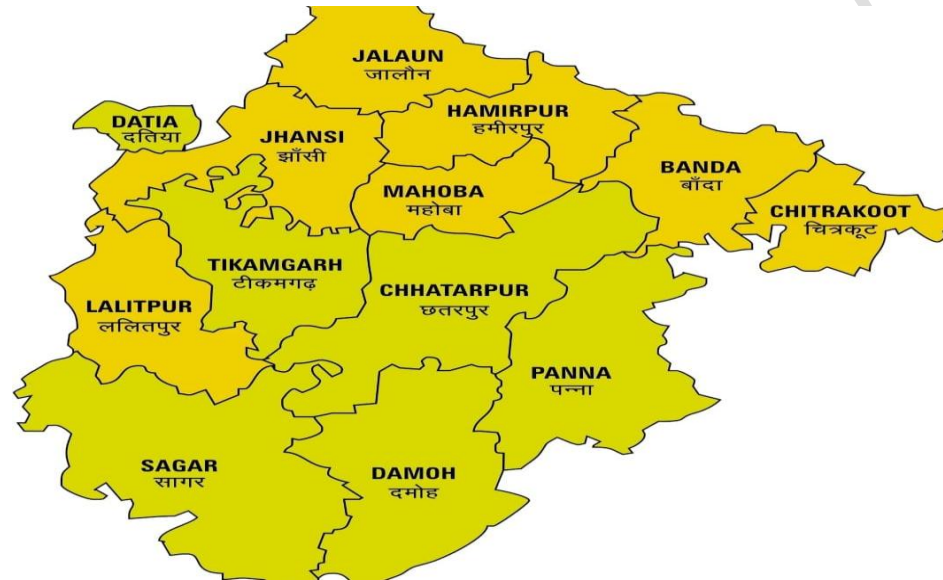 JALAUN
जालौन
HAMIRPUR
हमीरपुर
DATIA
दतिया
JHANSI
झाँसी
BANDA
बाँदा
MAHOBA
महोबा
CHITRAKOOT
चित्रकूट
TIKAMGARH
टीकमगढ़
CHHATARPUR
छतरपुर
LALITPUR
ललितपुर
PANNA
पन्ना
SAGAR
सागर
DAMOH
दमोह